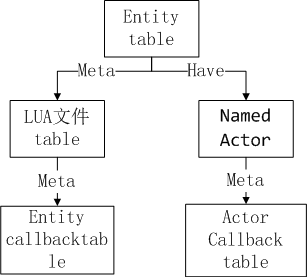 Entity
table
Meta
Have
LUA文件
table
Named
Actor
Meta
Meta
Entity
callbacktab
le
Actor
Callback
table